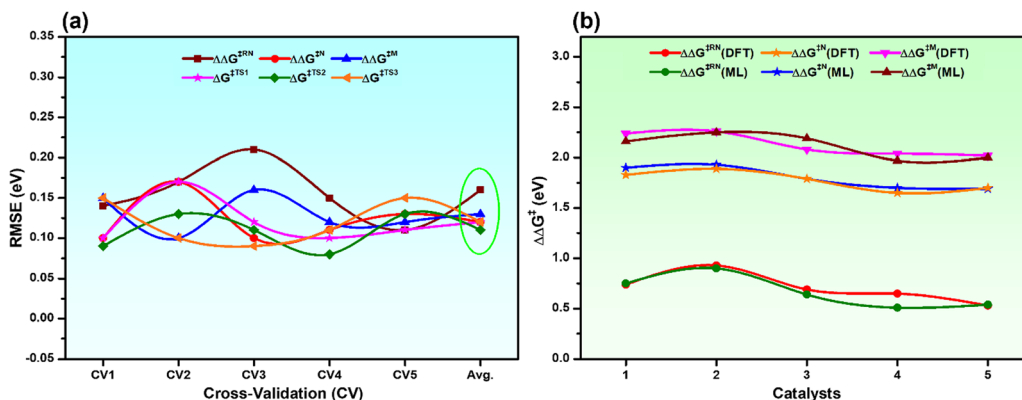 (a)
0.35
0.30
0.25
0.20
0.15
0.10
0.05
0.00
-0.05
RMSE (eV)
ΔΔG‡RN ΔΔG‡N ΔΔG‡M
ΔG‡TS1 ΔG‡TS2 ΔG‡TS3
CV1 CV2 CV3 CV4 CV5 Avg.
Cross-Validation (CV)
(b)
3.0
2.5
2.0
1.5
1.0
0.5
0.0
ΔΔG‡ (eV)
ΔΔG‡RN(DFT) ΔΔG‡N(DFT) ΔΔG‡M(DFT)
ΔΔG‡RN(ML) ΔΔG‡N(ML) ΔΔG‡M(ML)
1 2 3 4 5
Catalysts